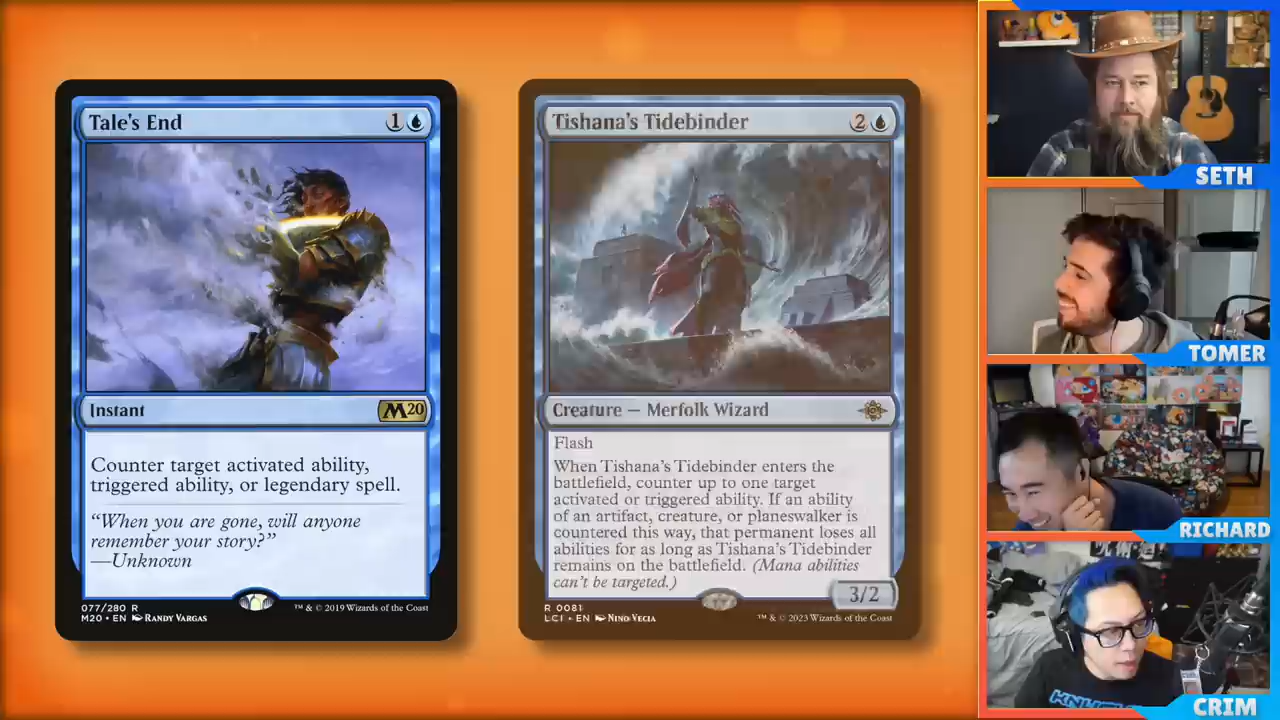 Tale's End 1
Instant M20
Counter target activated ability,
triggered ability, or legendary spell.
“When you are gone, will anyone
remember your story?”
—Unknown
077/280 R
M20 • EN Randy Vargas
™ & © 2019 Wizards of the Coast
Tishana's Tidebinder 2
Creature — Merfolk Wizard
Flash
When Tishana's Tidebinder enters the
battlefield, counter up to one target
activated or triggered ability. If an ability
of an artifact, creature, or planeswalker is
countered this way, that permanent loses all
abilities for as long as Tishana's Tidebinder
remains on the battlefield. (Mana abilities
can't be targeted.)
3/2
R 0081
LCI • EN Nino Vecia
™ & © 2023 Wizards of the Coast
SETH
TOMER
RICHARD
CRIM